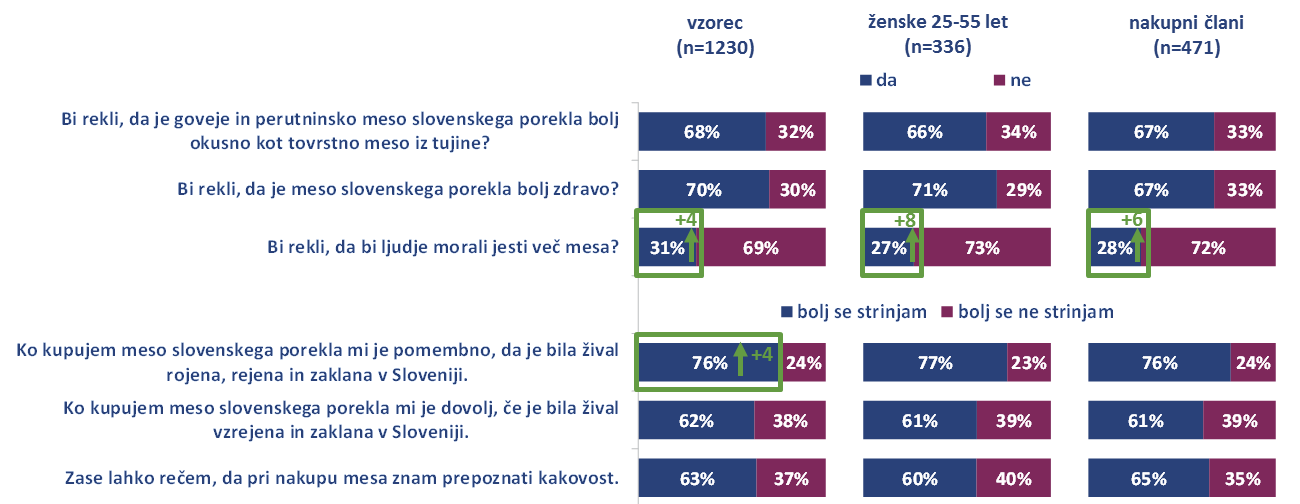 vzorec
(n=1230)
ženske 25-55 let
(n=336)
nakupni člani
(n=471)
da
ne
Bi rekli, da je goveje in perutninsko meso slovenskega porekla bolj
okusno kot tovrstno meso iz tujine?
68% 32% 66% 34% 67% 33%
Bi rekli, da je meso slovenskega porekla bolj zdravo?
70% 30% 71% 29% 67% 33%
+4 +8 +6
Bi rekli, da bi ljudje morali jesti več mesa?
31% 69% 27% 73% 28% 72%
bolj se strinjam
bolj se ne strinjam
Ko kupujem meso slovenskega porekla mi je pomembno, da je bila žival
rojena, rejena in zaklana v Sloveniji.
76% +4 24% 77% 23% 76% 24%
Ko kupujem meso slovenskega porekla mi je dovolj, če je bila žival
vzrejena in zaklana v Sloveniji.
62% 38% 61% 39% 61% 39%
Zase lahko rečem, da pri nakupu mesa znam prepoznati kakovost.
63% 37% 60% 40% 65% 35%